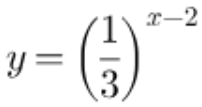 y = (1/3)^{x-2}